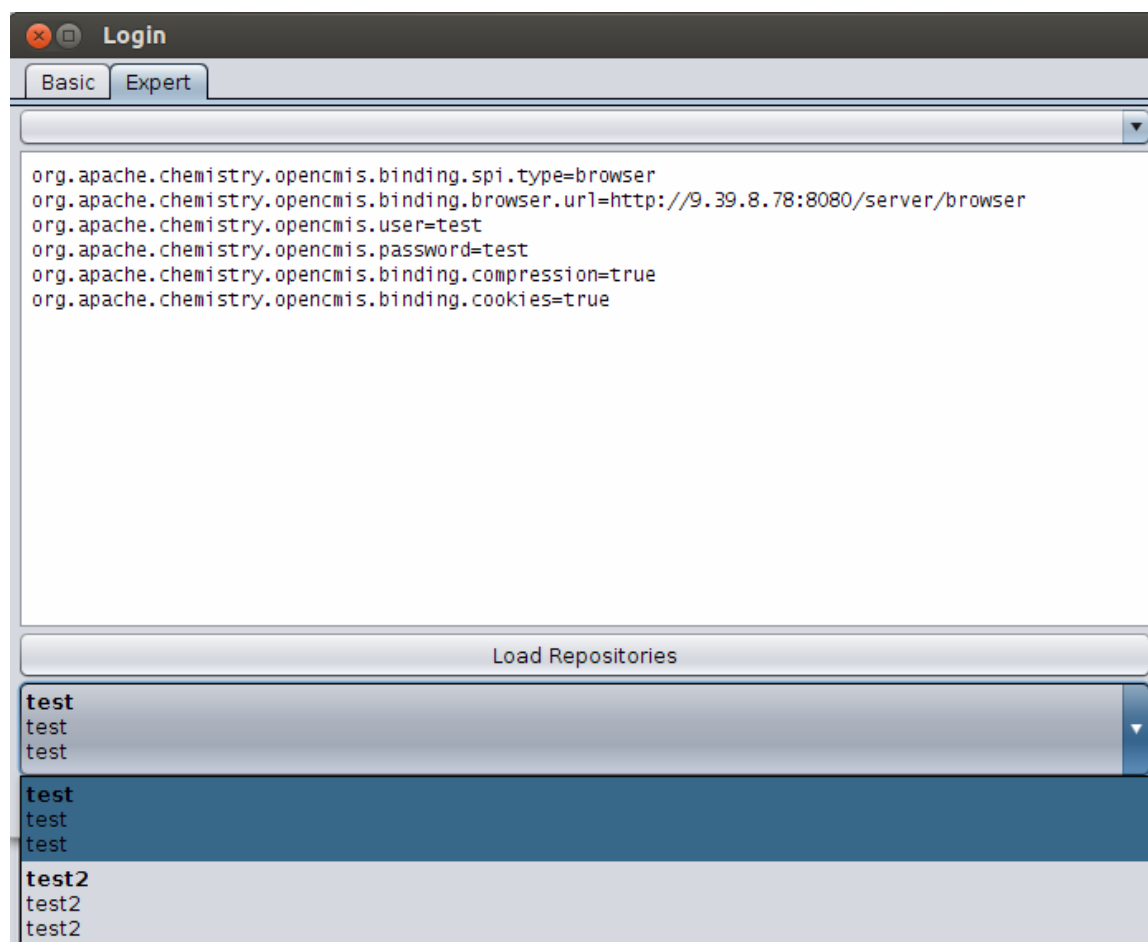 Login
Basic Expert
org.apache.chemistry.opencmis.binding.spi.type=browser
org.apache.chemistry.opencmis.binding.browser.url=http://9.39.8.78:8080/server/browser
org.apache.chemistry.opencmis.user=test
org.apache.chemistry.opencmis.password=test
org.apache.chemistry.opencmis.binding.compression=true
org.apache.chemistry.opencmis.binding.cookies=true
Load Repositories
test
test
test
test
test
test
test2
test2
test2